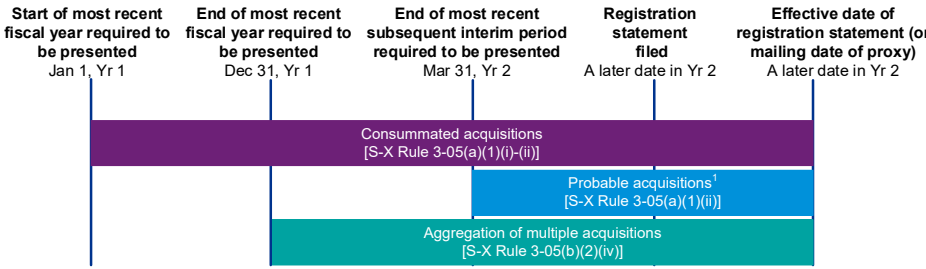 Start of most recent
fiscal year required to
be presented
Jan 1, Yr 1
End of most recent
fiscal year required to
be presented
Dec 31, Yr 1
End of most recent
subsequent interim period
required to be presented
Mar 31, Yr 2
Registration
statement
filed
A later date in Yr 2
Effective date of
registration statement (or
mailing date of proxy)
A later date in Yr 2
Consummated acquisitions
[S-X Rule 3-05(a)(1)(i)-(ii)]
Probable acquisitions¹
[S-X Rule 3-05(a)(1)(ii)]
Aggregation of multiple acquisitions
[S-X Rule 3-05(b)(2)(iv)]